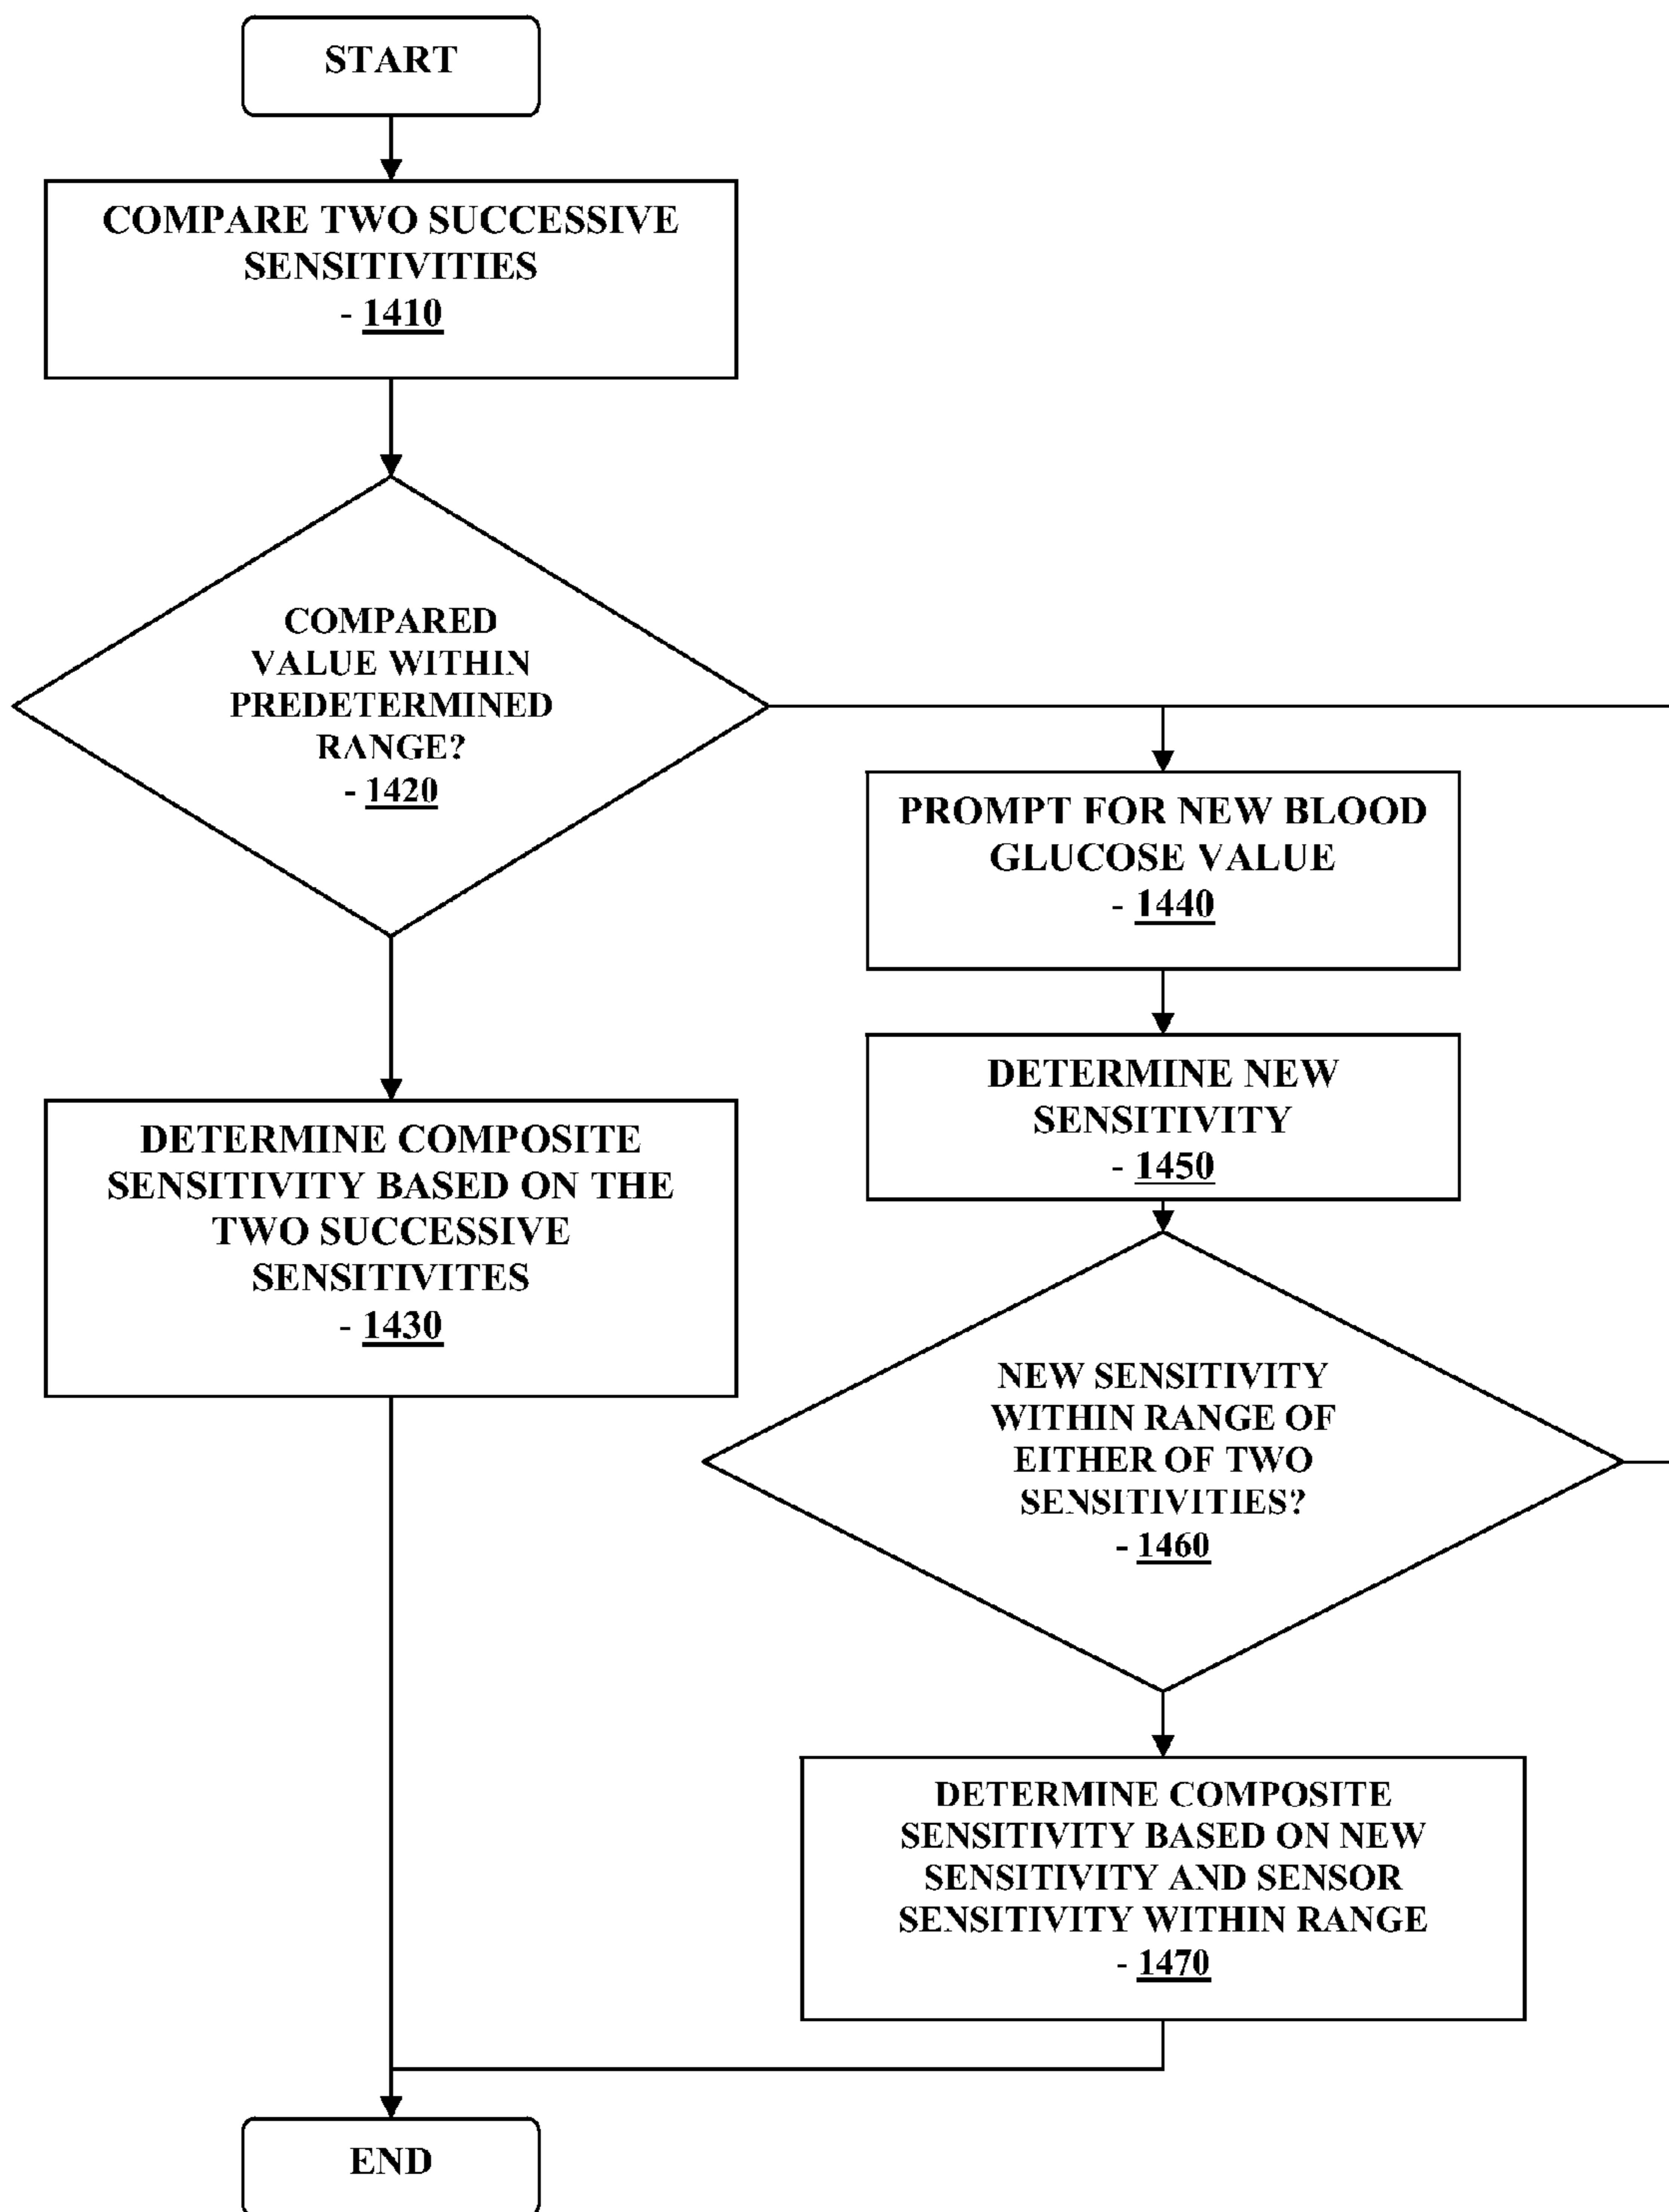 START
COMPARE TWO SUCCESSIVE
SENSITIVITIES
- 1410
COMPARED
VALUE WITHIN
PREDETERMINED
RANGE?
- 1420
DETERMINE COMPOSITE
SENSITIVITY BASED ON THE
TWO SUCCESSIVE
SENSITIVITES
- 1430
PROMPT FOR NEW BLOOD
GLUCOSE VALUE
- 1440
DETERMINE NEW
SENSITIVITY
- 1450
NEW SENSITIVITY
WITHIN RANGE OF
EITHER OF TWO
SENSITIVITIES?
- 1460
DETERMINE COMPOSITE
SENSITIVITY BASED ON NEW
SENSITIVITY AND SENSOR
SENSITIVITY WITHIN RANGE
- 1470
END